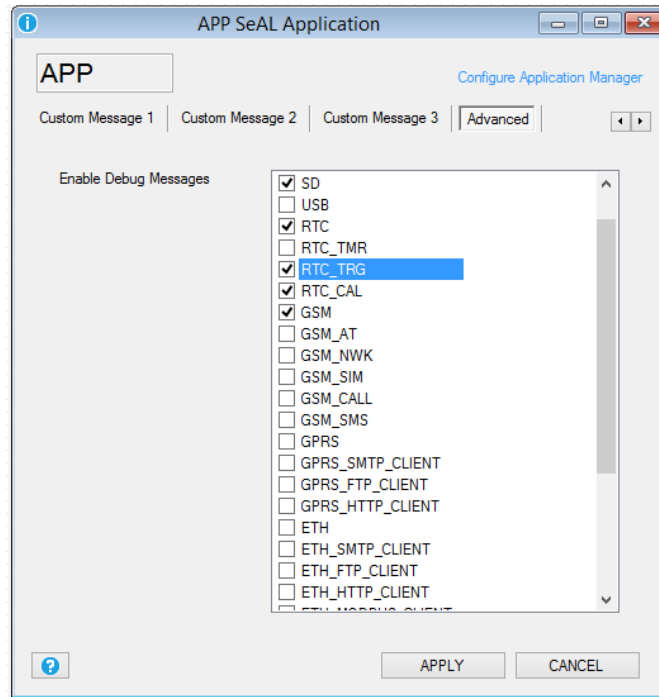 APP SeAL Application
APP
Configure Application Manager
Custom Message 1 Custom Message 2 Custom Message 3 Advanced
Enable Debug Messages
SD
USB
RTC
RTC_TMR
RTC_TRG
RTC_CAL
GSM
GSM_AT
GSM_NWK
GSM_SIM
GSM_CALL
GSM_SMS
GPRS
GPRS_SMTP_CLIENT
GPRS_FTP_CLIENT
GPRS_HTTP_CLIENT
ETH
ETH_SMTP_CLIENT
ETH_FTP_CLIENT
ETH_HTTP_CLIENT
ETH_MODBUS_CLIENT
APPLY CANCEL